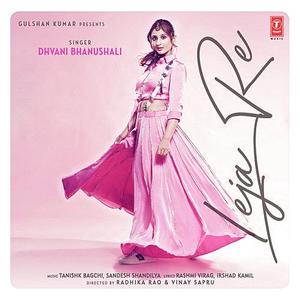 GULSHAN KUMAR PRESENTS
T
SERIES
MUSIC
SINGER
DHVANI BHANUSHALI
Leja Re
MUSIC TANISHK BAGCHI, SANDESH SHANDILYA, LYRICS RASHMI VIRAG, IRSHAD KAMIL
DIRECTED BY RADHIKA RAO & VINAY SAPRU